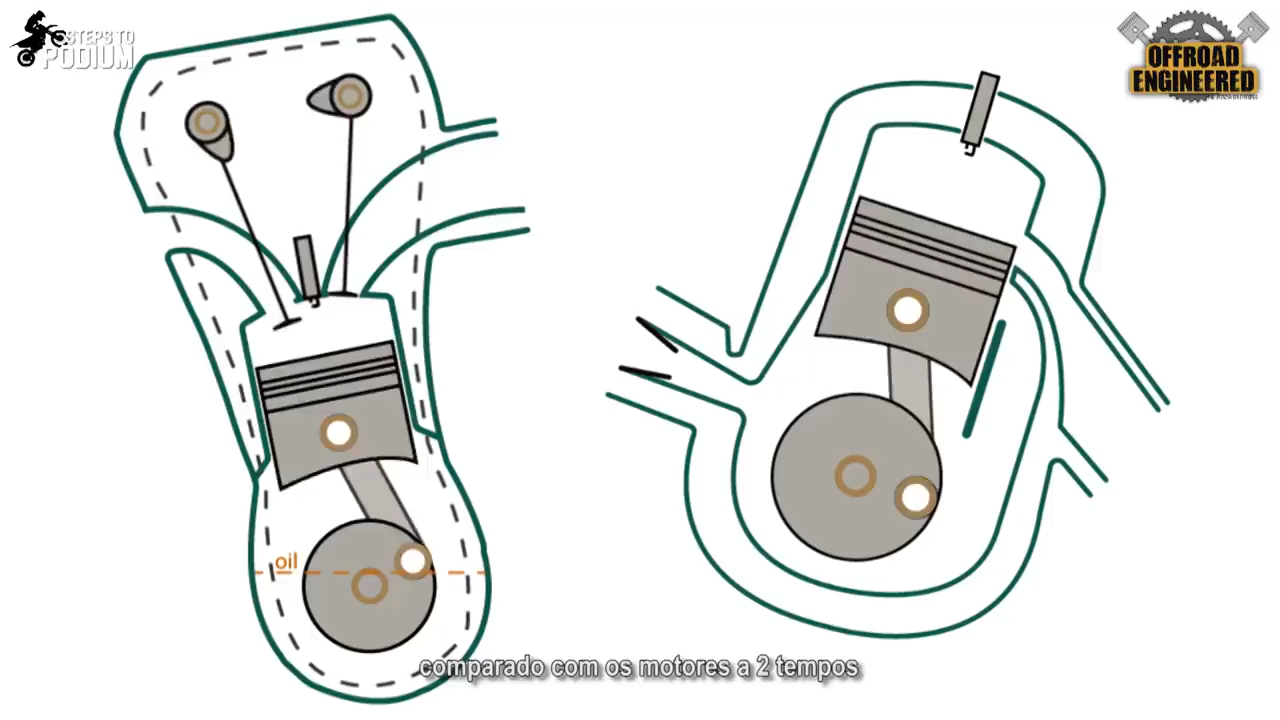 STEPS TO
PODIUM
OFFROAD
ENGINEERED
oil
comparado com os motores a 2 tempos